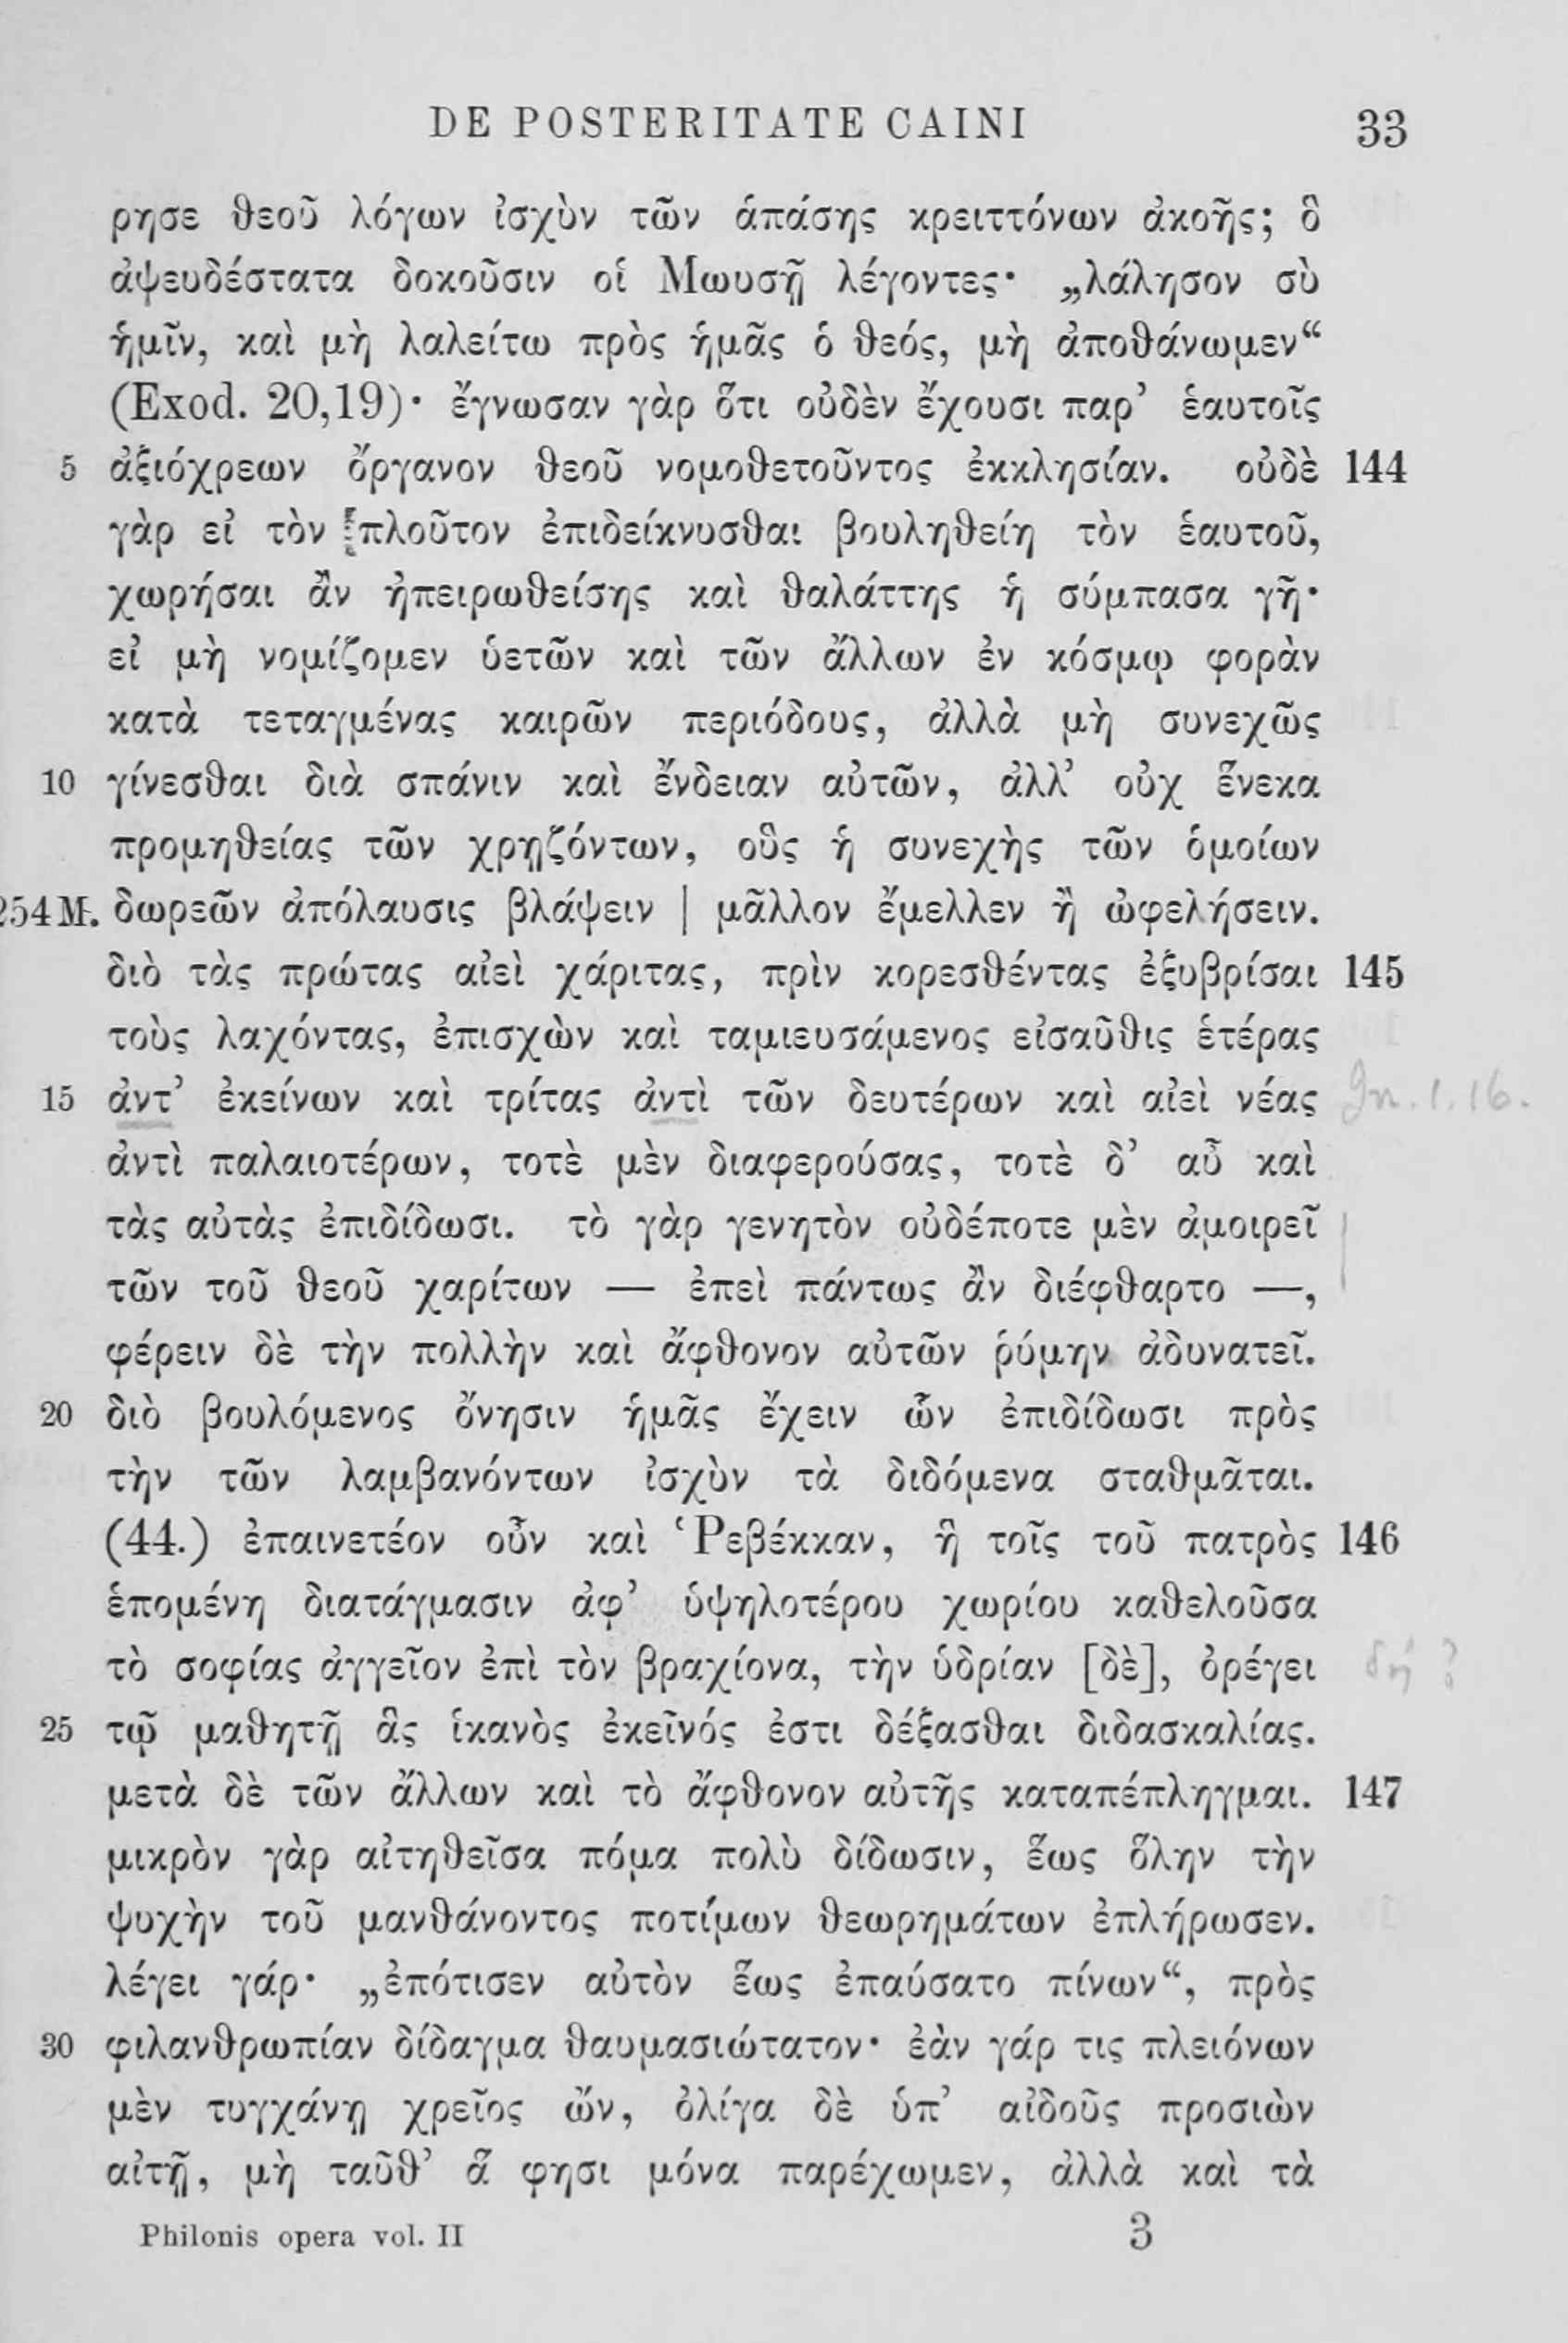 DE POSTERITATE CAINI 33
ρησε θεοῦ λόγων ἰσχὺν τῶν ἁπάσης κρειττόνων ἀκοῆς; ὃ
ἀψευδέστατα δοκοῦσιν οἱ Μωυσῇ λέγοντες· „λάλησον σὺ
ἡμῖν, καὶ μὴ λαλείτω πρὸς ἡμᾶς ὁ θεός, μὴ ἀποθάνωμεν“
(Exod. 20,19)· ἔγνωσαν γὰρ ὅτι οὐδὲν ἔχουσι παρ’ ἑαυτοῖς
5 ἀξιόχρεων ὄργανον θεοῦ νομοθετοῦντος ἐκκλησίαν. οὐδὲ 144
γὰρ εἰ τὸν πλοῦτον ἐπιδείκνυσθαι βουληθείη τὸν ἑαυτοῦ,
χωρήσαι ἂν ἠπειρωθείσης καὶ θαλάττης ἡ σύμπασα γῆ·
εἰ μὴ νομίζομεν ὑετῶν καὶ τῶν ἄλλων ἐν κόσμῳ φορὰν
κατὰ τεταγμένας καιρῶν περιόδους, ἀλλὰ μὴ συνεχῶς
10 γίνεσθαι διὰ σπάνιν καὶ ἔνδειαν αὐτῶν, ἀλλ’ οὐχ ἕνεκα
προμηθείας τῶν χρῃζόντων, οὓς ἡ συνεχὴς τῶν ὁμοίων
254 M. δωρεῶν ἀπόλαυσις βλάψειν | μᾶλλον ἔμελλεν ἢ ὠφελήσειν.
διὸ τὰς πρώτας αἰεὶ χάριτας, πρὶν κορεσθέντας ἐξυβρίσαι 145
τοὺς λαχόντας, ἐπισχὼν καὶ ταμιευσάμενος εἰσαῦθις ἑτέρας
15 ἀντ’ ἐκείνων καὶ τρίτας ἀντὶ τῶν δευτέρων καὶ αἰεὶ νέας Jn. 1. 16.
ἀντὶ παλαιοτέρων, τοτὲ μὲν διαφερούσας, τοτὲ δ’ αὖ καὶ
τὰς αὐτὰς ἐπιδίδωσι. τὸ γὰρ γενητὸν οὐδέποτε μὲν ἀμοιρεῖ
τῶν τοῦ θεοῦ χαρίτων — ἐπεὶ πάντως ἂν διέφθαρτο —,
φέρειν δὲ τὴν πολλὴν καὶ ἄφθονον αὐτῶν ῥύμην ἀδυνατεῖ.
20 διὸ βουλόμενος ὄνησιν ἡμᾶς ἔχειν ὧν ἐπιδίδωσι πρὸς
τὴν τῶν λαμβανόντων ἰσχὺν τὰ διδόμενα σταθμᾶται.
(44.) ἐπαινετέον οὖν καὶ Ῥεβέκκαν, ἣ τοῖς τοῦ πατρὸς 146
ἑπομένη διατάγμασιν ἀφ’ ὑψηλοτέρου χωρίου καθελοῦσα
τὸ σοφίας ἀγγεῖον ἐπὶ τὸν βραχίονα, τὴν ὑδρίαν [δὲ], ὀρέγει δή ?
25 τῷ μαθητῇ ἃς ἱκανὸς ἐκεῖνός ἐστι δέξασθαι διδασκαλίας.
μετὰ δὲ τῶν ἄλλων καὶ τὸ ἄφθονον αὐτῆς καταπέπληγμαι. 147
μικρὸν γὰρ αἰτηθεῖσα πόμα πολὺ δίδωσιν, ἕως ὅλην τὴν
ψυχὴν τοῦ μανθάνοντος ποτίμων θεωρημάτων ἐπλήρωσεν.
λέγει γάρ· „ἐπότισεν αὐτὸν ἕως ἐπαύσατο πίνων“, πρὸς
30 φιλανθρωπίαν δίδαγμα θαυμασιώτατον· ἐὰν γάρ τις πλειόνων
μὲν τυγχάνῃ χρεῖος ὤν, ὀλίγα δὲ ὑπ’ αἰδοῦς προσιὼν
αἰτῇ, μὴ ταῦθ’ ἅ φησι μόνα παρέχωμεν, ἀλλὰ καὶ τὰ
Philonis opera vol. II 3